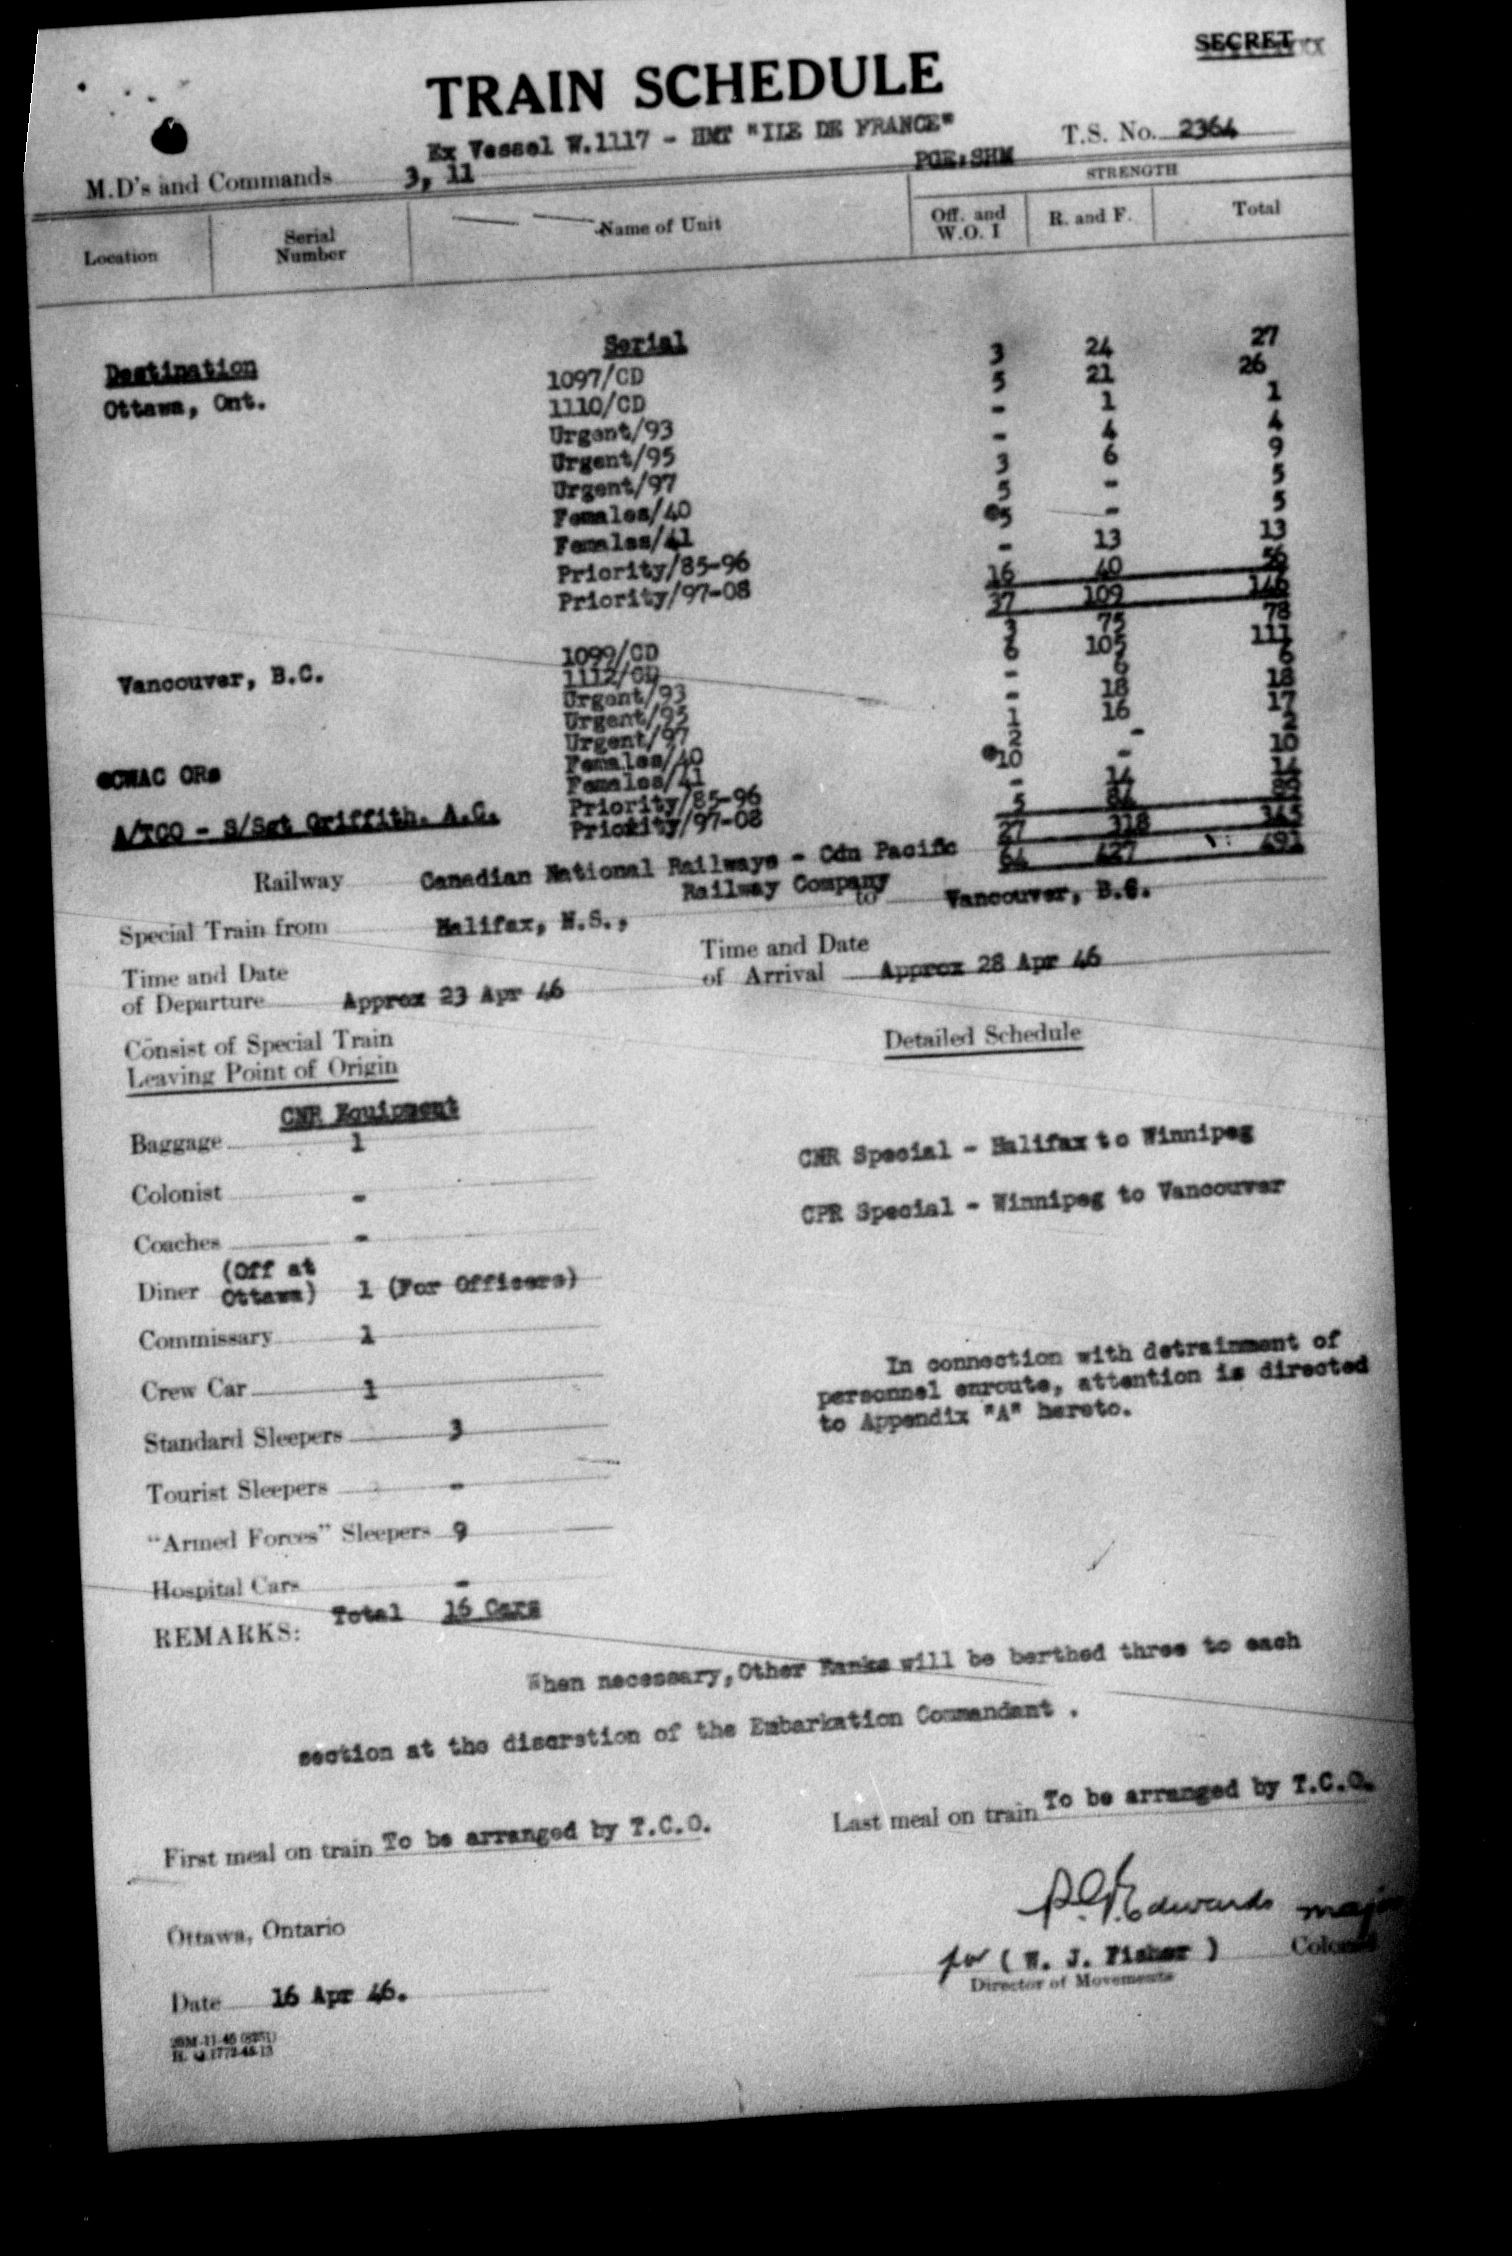 SECRET
TRAIN SCHEDULE
Ex Vessel W.1117 - HMT "ILE DE FRANCE"
T.S. No. 2364
M.D's and Commands 3, 11
PGE:SHM
STRENGTH
Location Serial Number Name of Unit Off. and W.O. I R. and F. Total
Destination Serial
Ottawa, Ont. 1097/CD 3 24 27
1110/CD 5 21 26
Urgent/93 - 1 1
Urgent/95 - 4 4
Urgent/97 3 6 9
Females/40 5 - 5
Females/41 @5 - 5
Priority/85-96 - 13 13
Priority/97-08 16 40 56
37 109 146
Vancouver, B.C. 1099/CD 3 75 78
1112/CD 6 105 111
Urgent/93 - 6 6
Urgent/95 - 18 18
Urgent/97 1 16 17
Females/40 2 - 2
@CWAC ORs Females/41 @10 - 10
Priority/85-96 - 14 14
A/TCO - S/Sgt Griffith, A.G. Priority/97-08 5 84 89
27 318 345
64 427 491
Railway Canadian National Railways - Cdn Pacific
Railway Company
Special Train from Halifax, N.S., to Vancouver, B.C.
Time and Date of Departure Approx 23 Apr 46
Time and Date of Arrival Approx 28 Apr 46
Consist of Special Train
Leaving Point of Origin
Detailed Schedule
CNR Equipment
Baggage 1
CNR Special - Halifax to Winnipeg
Colonist -
CPR Special - Winnipeg to Vancouver
Coaches -
Diner (Off at Ottawa) 1 (For Officers)
Commissary 1
In connection with detrainment of
personnel enroute, attention is directed
to Appendix "A" hereto.
Crew Car 1
Standard Sleepers 3
Tourist Sleepers -
"Armed Forces" Sleepers 9
Hospital Cars -
Total 16 Cars
REMARKS:
When necessary, Other Ranks will be berthed three to each
section at the discretion of the Embarkation Commandant.
First meal on train To be arranged by T.C.O.
Last meal on train To be arranged by T.C.O.
Ottawa, Ontario
Edwards major
for (W. J. Fisher) Colonel
Director of Movements
Date 16 Apr 46.